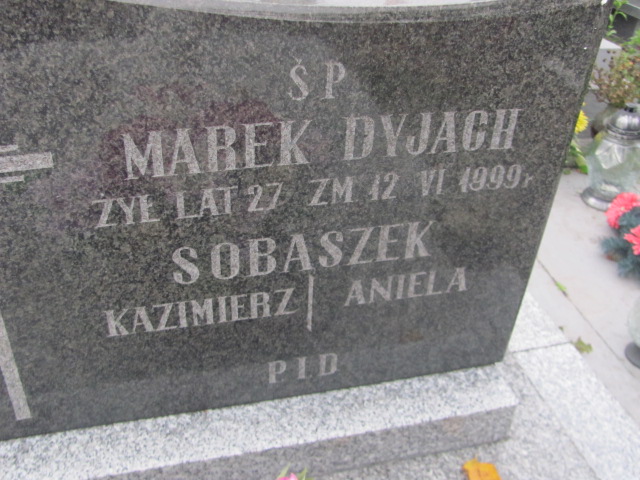 ŚP
MAREK DYJACH
ŻYŁ LAT 27 ZM 12 VI 1999r
SOBASZEK
KAZIMIERZ | ANIELA
PID